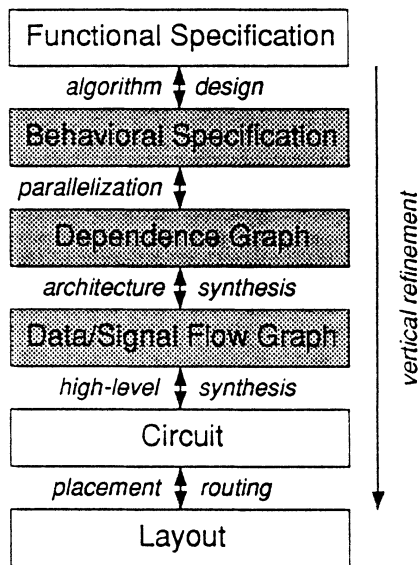 Functional Specification
algorithm design
Behavioral Specification
parallelization
Dependence Graph
architecture synthesis
Data/Signal Flow Graph
high-level synthesis
Circuit
placement routing
Layout
vertical refinement